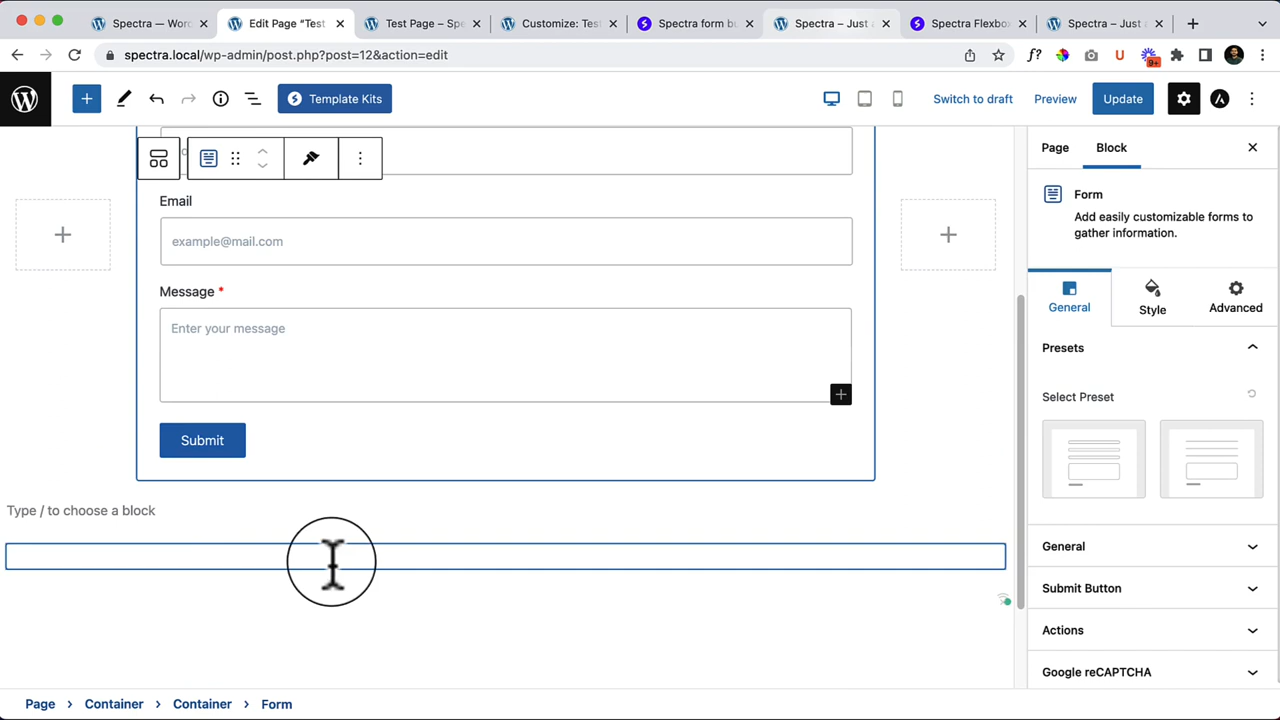 Spectra – Wor
Edit Page “Test
Test Page – Spe
Customize: Tes
Spectra form bu
Spectra – Just a
Spectra Flexbo
Spectra – Just a
spectra.local/wp-admin/post.php?post=12&action=edit
f?
U
9+
Template Kits
Switch to draft
Preview
Update
Page
Block
Form
Add easily customizable forms to
gather information.
Email
example@mail.com
General
Style
Advanced
Message *
Enter your message
Presets
Select Preset
Submit
Type / to choose a block
General
Submit Button
Actions
Google reCAPTCHA
Page
Container
Container
Form